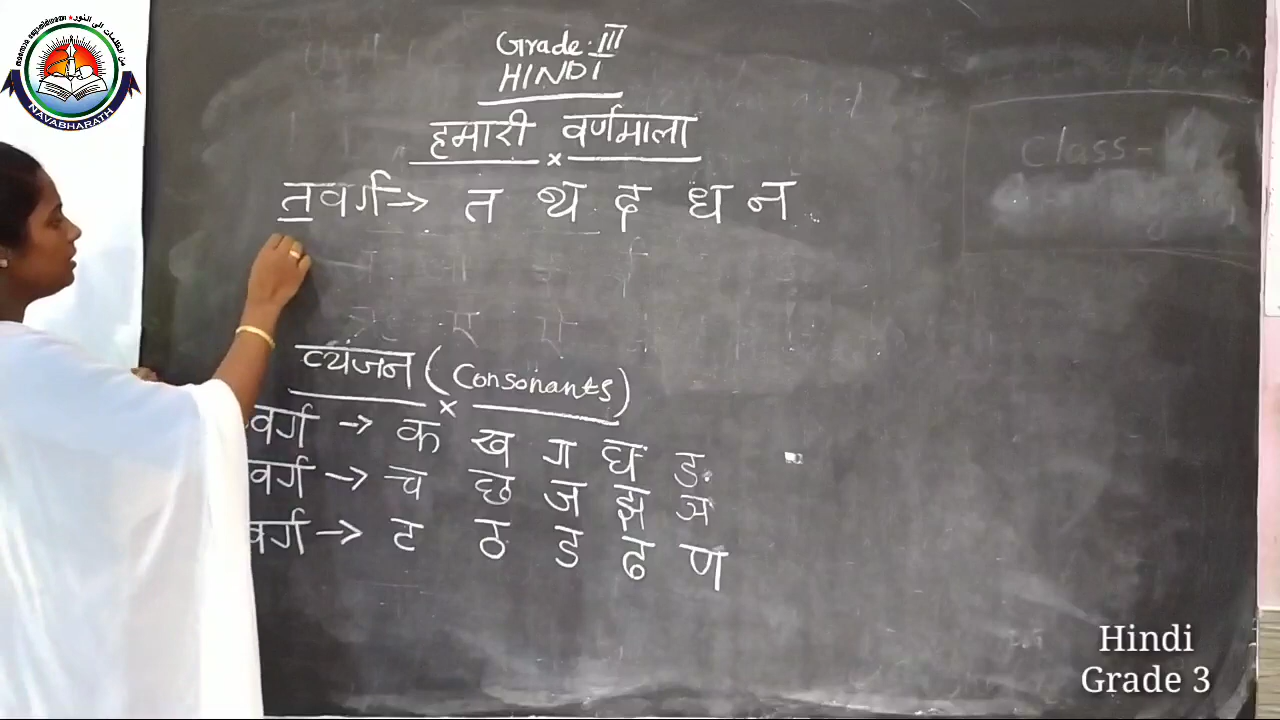 Grade: III
HINDI
हमारी वर्णमाला
तवर्ग → त थ द ध न
व्यंजन (Consonants)
वर्ग → क ख ग घ ङ
वर्ग → च छ ज झ ञ
वर्ग → ट ठ ड ढ ण
Class-
NAVABHARATH
Hindi
Grade 3